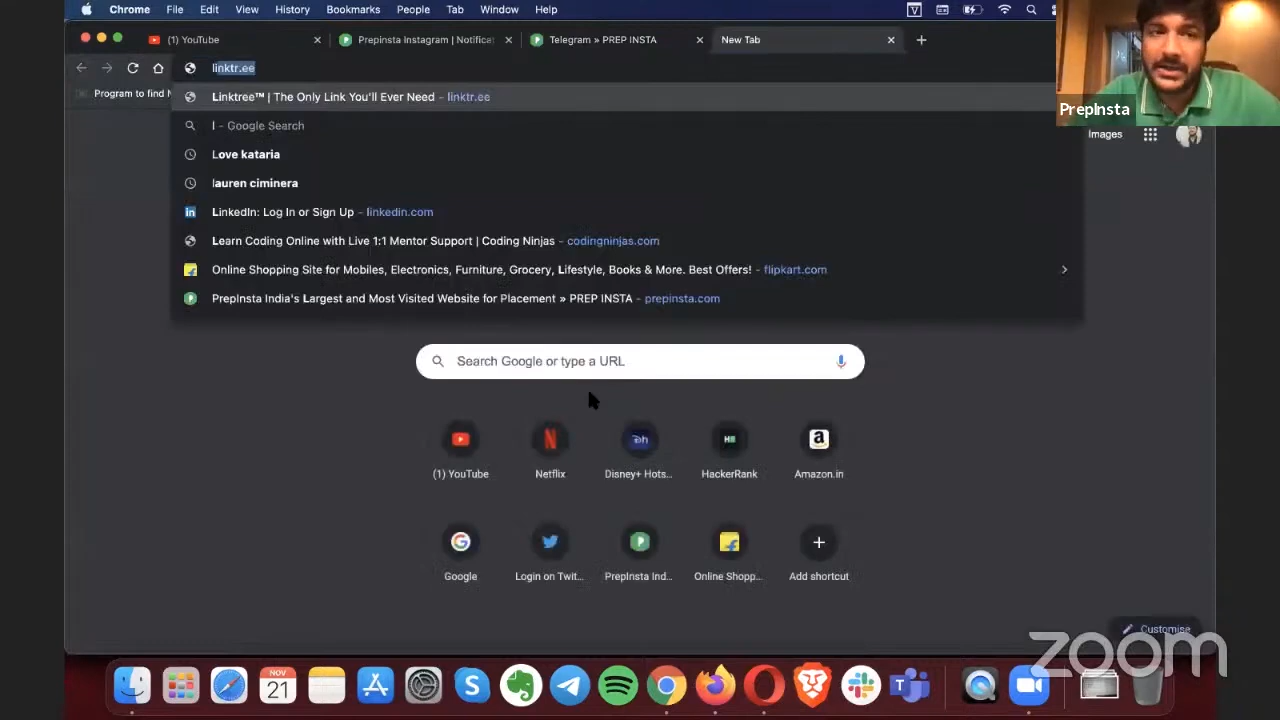 Chrome File Edit View History Bookmarks People Tab Window Help
(1) YouTube
Prepinsta Instagram | Notificat
Telegram » PREP INSTA
New Tab
linktr.ee
Program to find
Linktree™ | The Only Link You'll Ever Need - linktr.ee
l - Google Search
Love kataria
lauren ciminera
LinkedIn: Log In or Sign Up - linkedin.com
Learn Coding Online with Live 1:1 Mentor Support | Coding Ninjas - codingninjas.com
Online Shopping Site for Mobiles, Electronics, Furniture, Grocery, Lifestyle, Books & More. Best Offers! - flipkart.com
PrepInsta India's Largest and Most Visited Website for Placement » PREP INSTA - prepinsta.com
PrepInsta
Images
Search Google or type a URL
(1) YouTube
Netflix
Disney+ Hots...
HackerRank
Amazon.in
Google
Login on Twit...
PrepInsta Ind...
Online Shopp...
Add shortcut
Customise
zoom
NOV
21